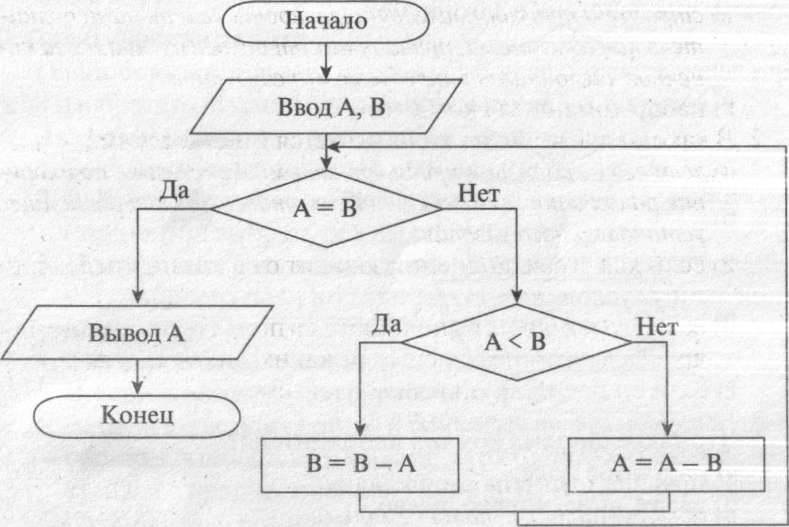 Начало
Ввод A, B
Да
A = B
Нет
Вывод A
Да
A < B
Нет
Конец
B = B – A
A = A – B